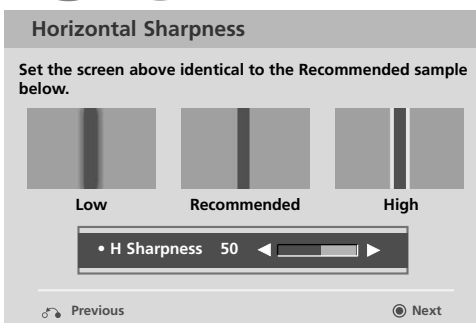 Horizontal Sharpness
Set the screen above identical to the Recommended sample
below.
Low Recommended High
• H Sharpness 50
Previous Next